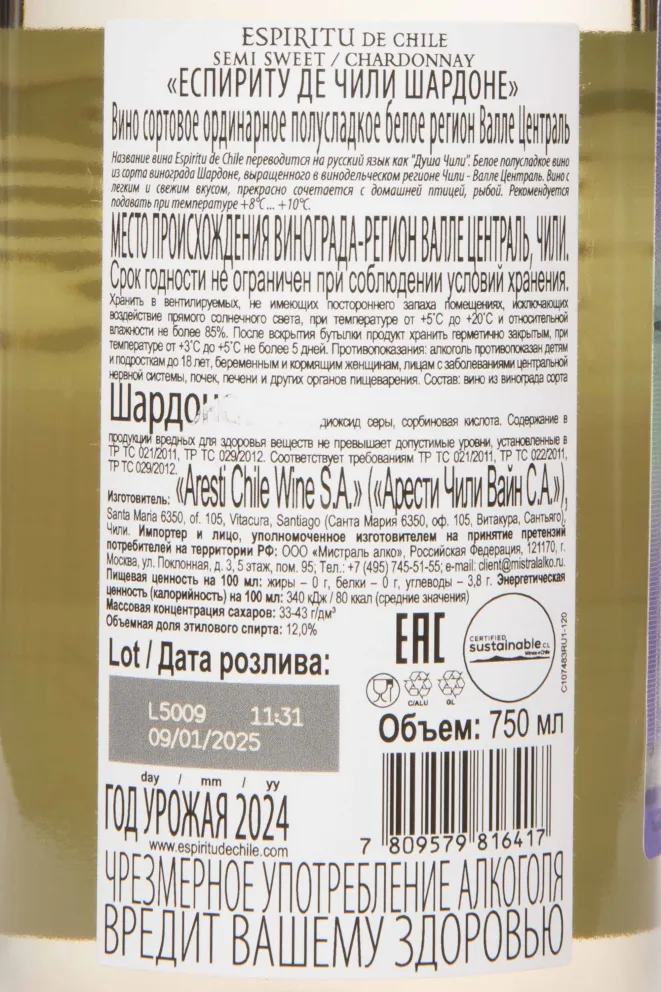 ESPIRITU DE CHILE
SEMI SWEET / CHARDONNAY
«ЕСПИРИТУ ДЕ ЧИЛИ ШАРДОНЕ»
Вино сортовое ординарное полусладкое белое регион Валле Централь
Название вина Espiritu de Chile переводится на русский язык как "Душа Чили". Белое полусладкое вино
из сорта винограда Шардоне, выращенного в винодельческом регионе Чили - Валле Централь. Вино с
легким и свежим вкусом, прекрасно сочетается с домашней птицей, рыбой. Рекомендуется
подавать при температуре +8°С... +10°С.
МЕСТО ПРОИСХОЖДЕНИЯ ВИНОГРАДА-РЕГИОН ВАЛЛЕ ЦЕНТРАЛЬ, ЧИЛИ.
Срок годности не ограничен при соблюдении условий хранения.
Хранить в вентилируемых, не имеющих постороннего запаха помещениях, исключающих
воздействие прямого солнечного света, при температуре от +5°С до +20°С и относительной
влажности не более 85%. После вскрытия бутылки продукт хранить герметично закрытым, при
температуре от +3°С до +5°С не более 5 дней. Противопоказания: алкоголь противопоказан детям
и подросткам до 18 лет, беременным и кормящим женщинам, лицам с заболеваниями центральной
нервной системы, почек, печени и других органов пищеварения. Состав: вино из винограда сорта
Шардоне диоксид серы, сорбиновая кислота. Содержание в
продукции вредных для здоровья веществ не превышает допустимые уровни, установленные в
ТР ТС 021/2011, ТР ТС 029/2012. Соответствует требованиям ТР ТС 021/2011, ТР ТС 022/2011,
ТР ТС 029/2012.
Изготовитель: «Aresti Chile Wine S.A.» («Арести Чили Вайн С.А.»),
Santa Maria 6350, of. 105, Vitacura, Santiago (Санта Мария 6350, оф. 105, Витакура, Сантьяго),
Чили. Импортер и лицо, уполномоченное изготовителем на принятие претензий
потребителей на территории РФ: ООО «Мистраль алко», Российская Федерация, 121170, г.
Москва, ул. Поклонная, д. 3, 5 этаж, пом. 95; Тел.: +7 (495) 745-51-55; e-mail: client@mistralalko.ru.
Пищевая ценность на 100 мл: жиры – 0 г, белки – 0 г, углеводы – 3,8 г. Энергетическая
ценность (калорийность) на 100 мл: 340 кДж / 80 ккал (средние значения)
Массовая концентрация сахаров: 33-43 г/дм³
Объемная доля этилового спирта: 12,0%
EAC
CERTIFIED
sustainable.CL
Wines of Chile
C107483RU1-120
C/ALU GL
Lot / Дата розлива:
L5009 11:31
09/01/2025
day / mm / yy
Объем: 750 мл
ГОД УРОЖАЯ 2024
www.espiritudechile.com
7 809579 816417
ЧРЕЗМЕРНОЕ УПОТРЕБЛЕНИЕ АЛКОГОЛЯ
ВРЕДИТ ВАШЕМУ ЗДОРОВЬЮ